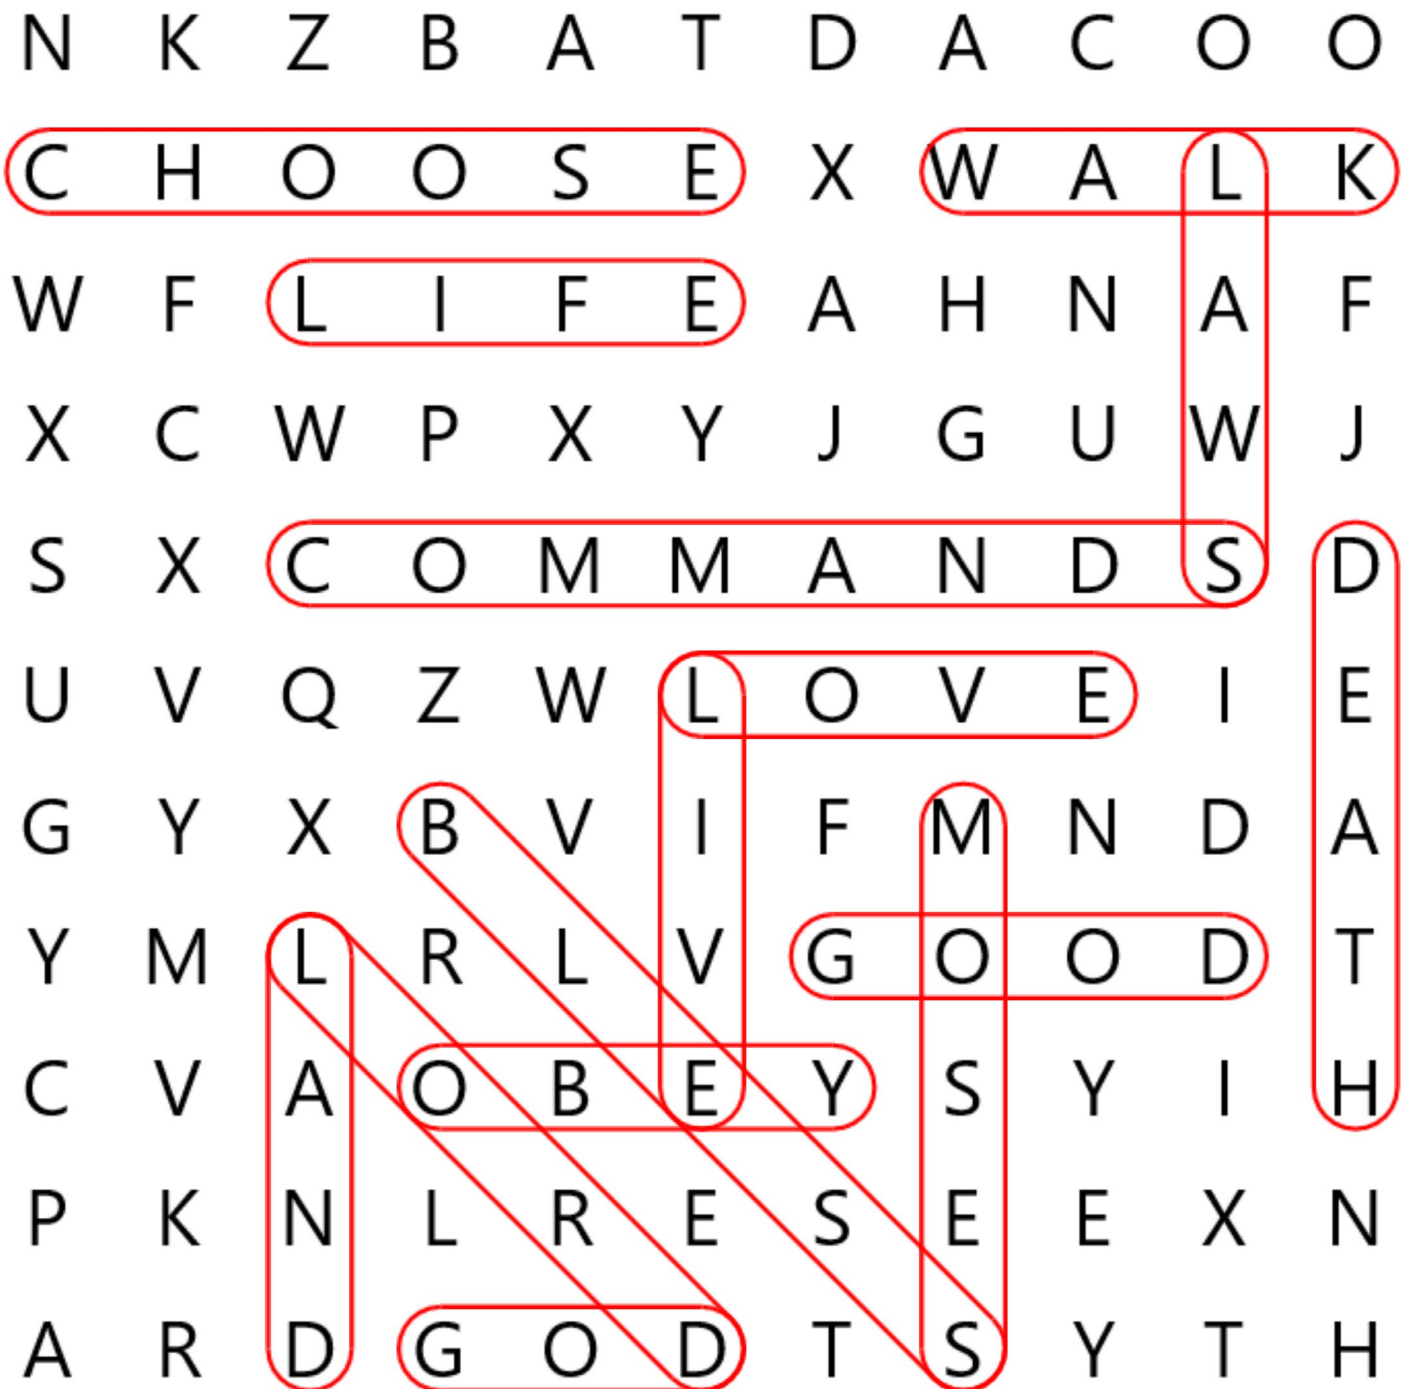 N K Z B A T D A C O O
C H O O S E X W A L K
W F L I F E A H N A F
X C W P X Y J G U W J
S X C O M M A N D S D
U V Q Z W L O V E I E
G Y X B V I F M N D A
Y M L R L V G O O D T
C V A O B E Y S Y I H
P K N L R E S E E X N
A R D G O D T S Y T H